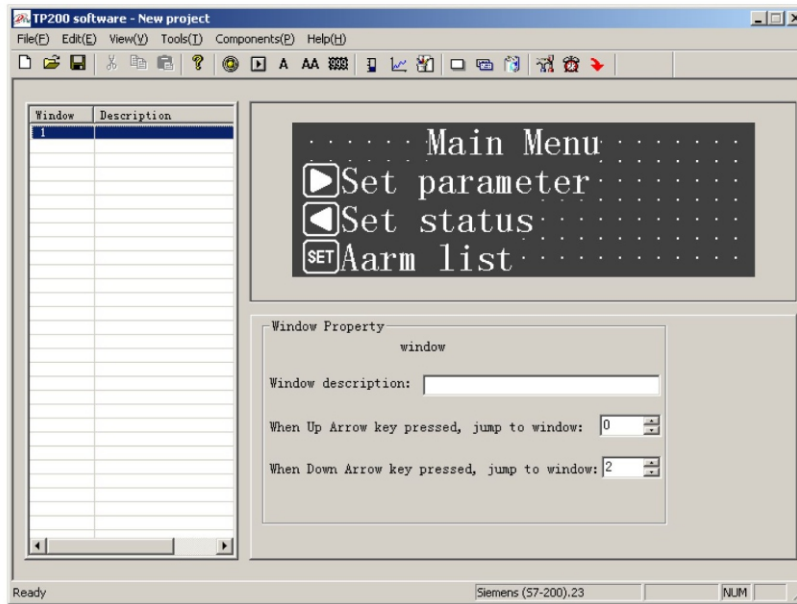 TP200 software - New project
File(F) Edit(E) View(V) Tools(T) Components(P) Help(H)
A AA
Window Description
1
Main Menu
Set parameter
Set status
SET Aarm list
Window Property
window
Window description:
When Up Arrow key pressed, jump to window: 0
When Down Arrow key pressed, jump to window: 2
Ready Siemens (S7-200).23 NUM